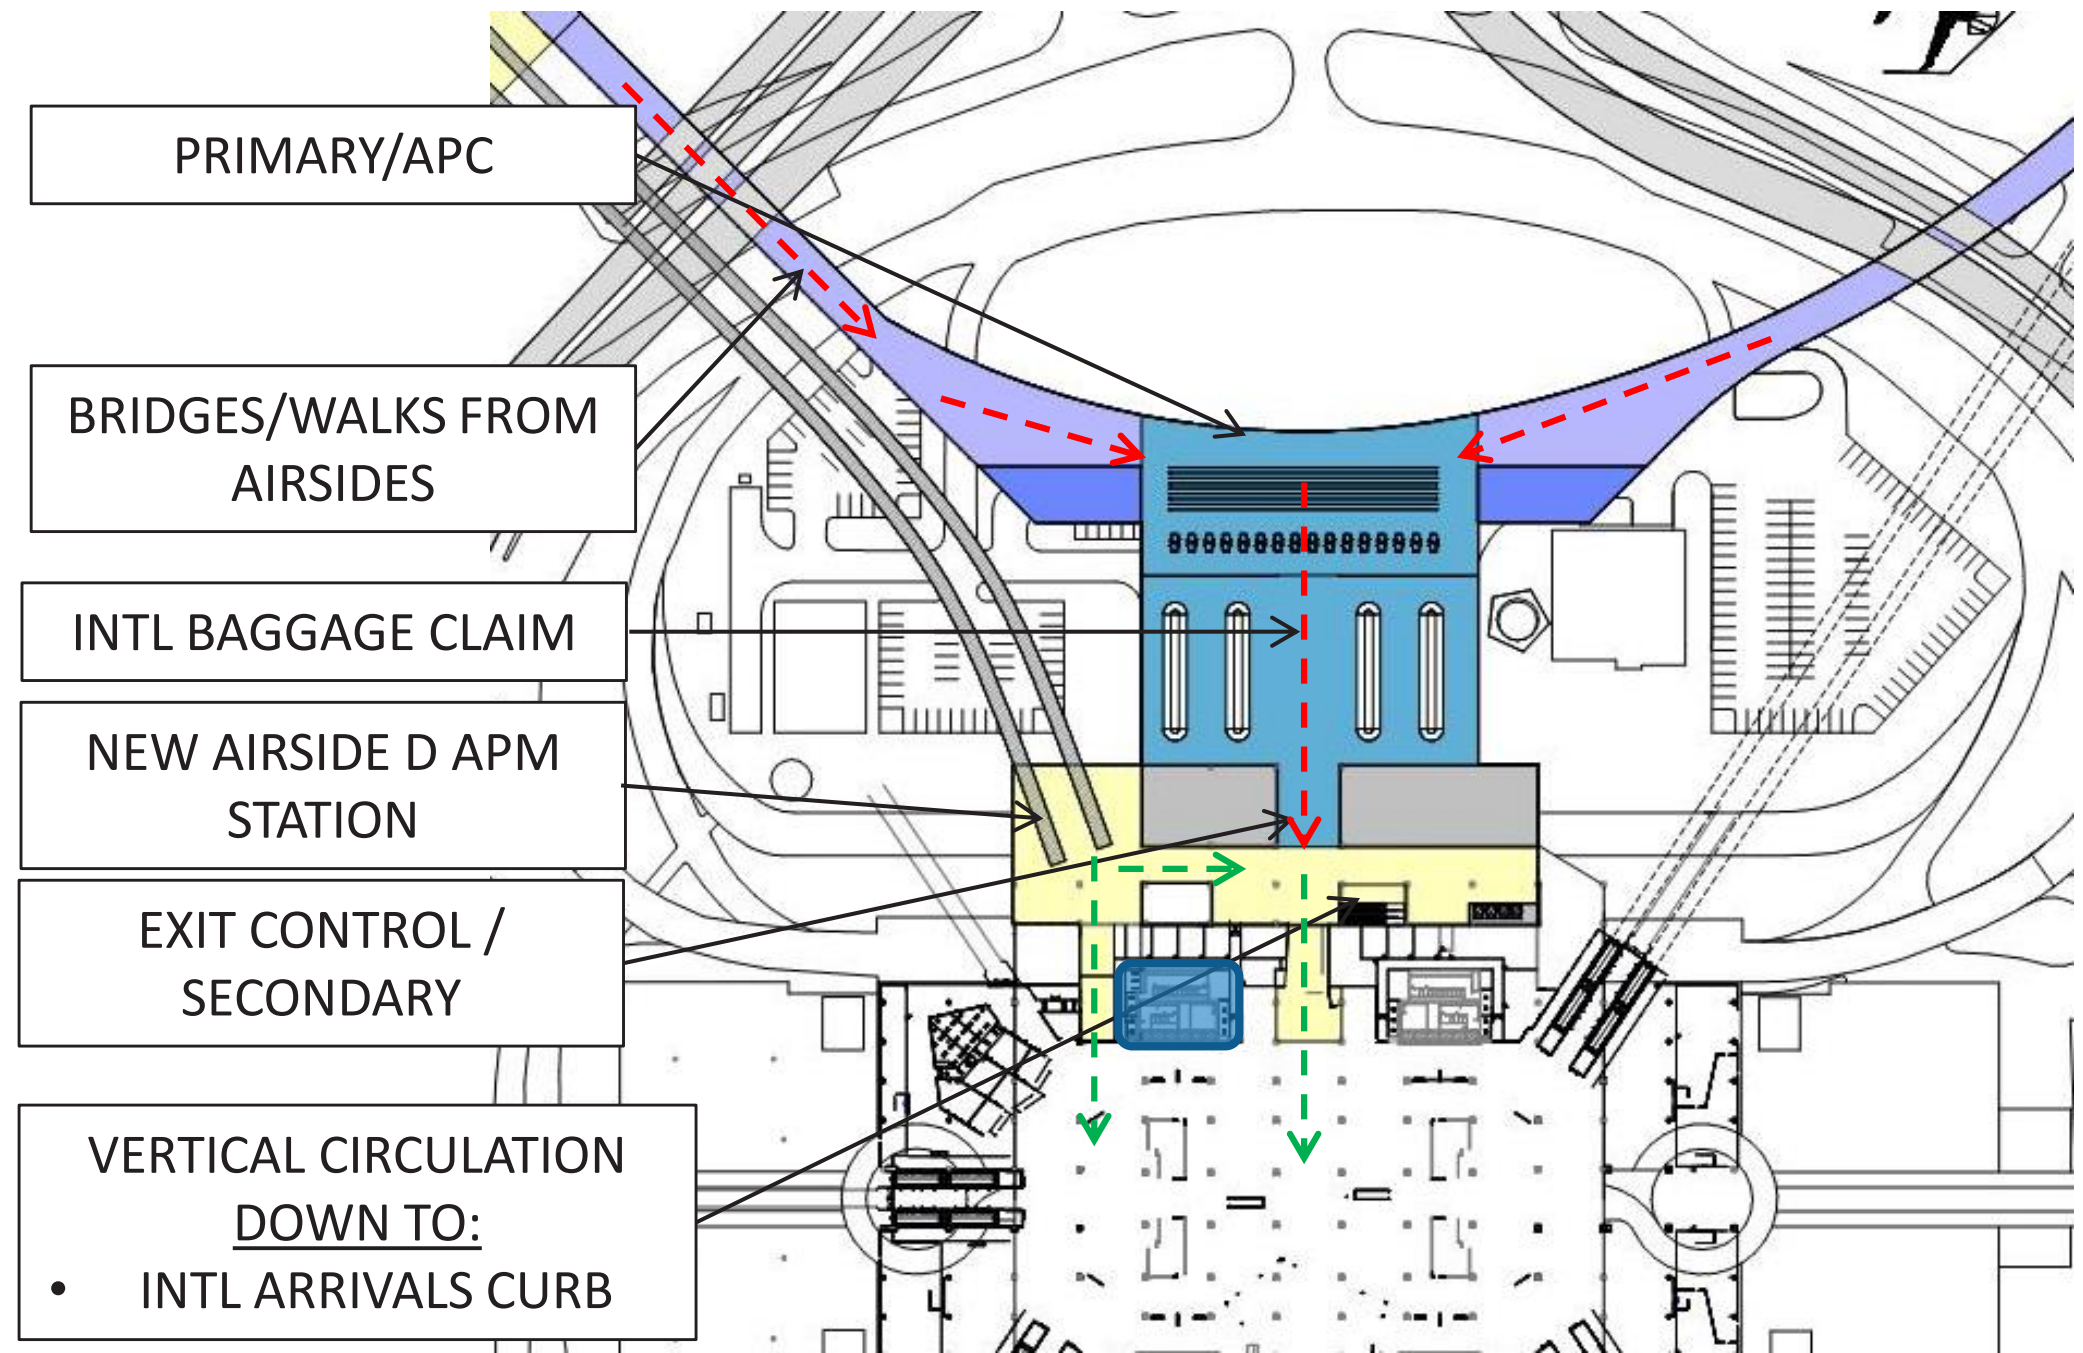 PRIMARY/APC
BRIDGES/WALKS FROM
AIRSIDES
INTL BAGGAGE CLAIM
NEW AIRSIDE D APM
STATION
EXIT CONTROL /
SECONDARY
VERTICAL CIRCULATION
DOWN TO:
• INTL ARRIVALS CURB